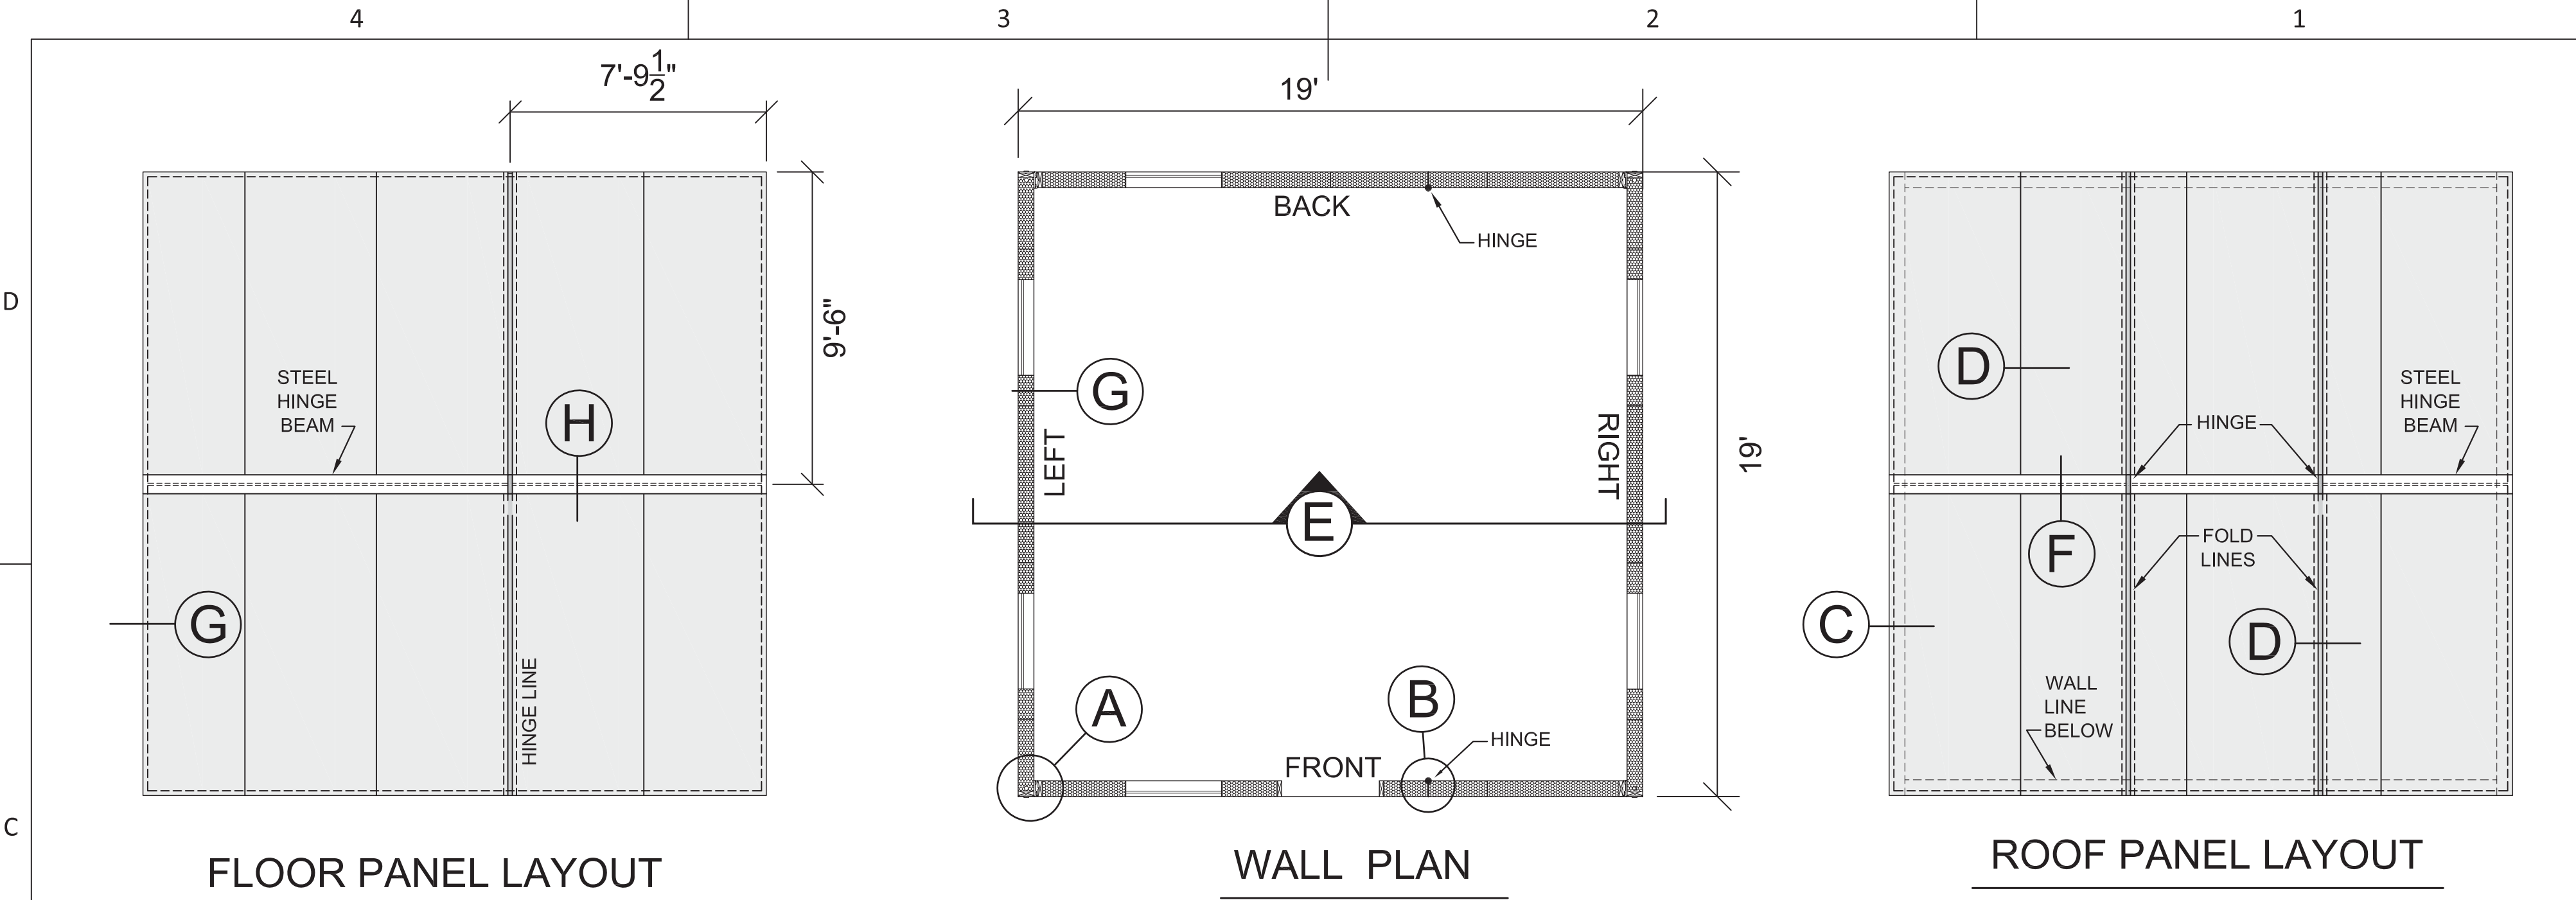 4 3 2 1
D
C
7'-9 1/2"
9'-6"
STEEL
HINGE
BEAM
H
G
HINGE LINE
FLOOR PANEL LAYOUT
19'
BACK
HINGE
G
LEFT
RIGHT
19'
E
A
B
HINGE
FRONT
WALL PLAN
D
STEEL
HINGE
BEAM
HINGE
F
FOLD
LINES
C
D
WALL
LINE
BELOW
ROOF PANEL LAYOUT